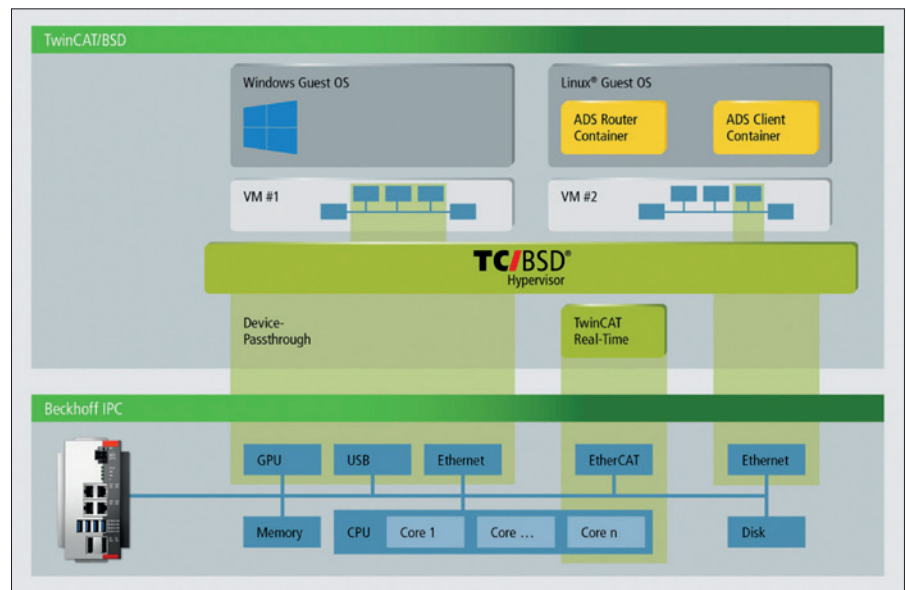 TwinCAT/BSD
Windows Guest OS
Linux® Guest OS
ADS Router
Container
ADS Client
Container
VM #1
VM #2
TC/BSD®
Hypervisor
Device-
Passthrough
TwinCAT
Real-Time
Beckhoff IPC
GPU
USB
Ethernet
EtherCAT
Ethernet
Memory
CPU
Core 1
Core ...
Core n
Disk